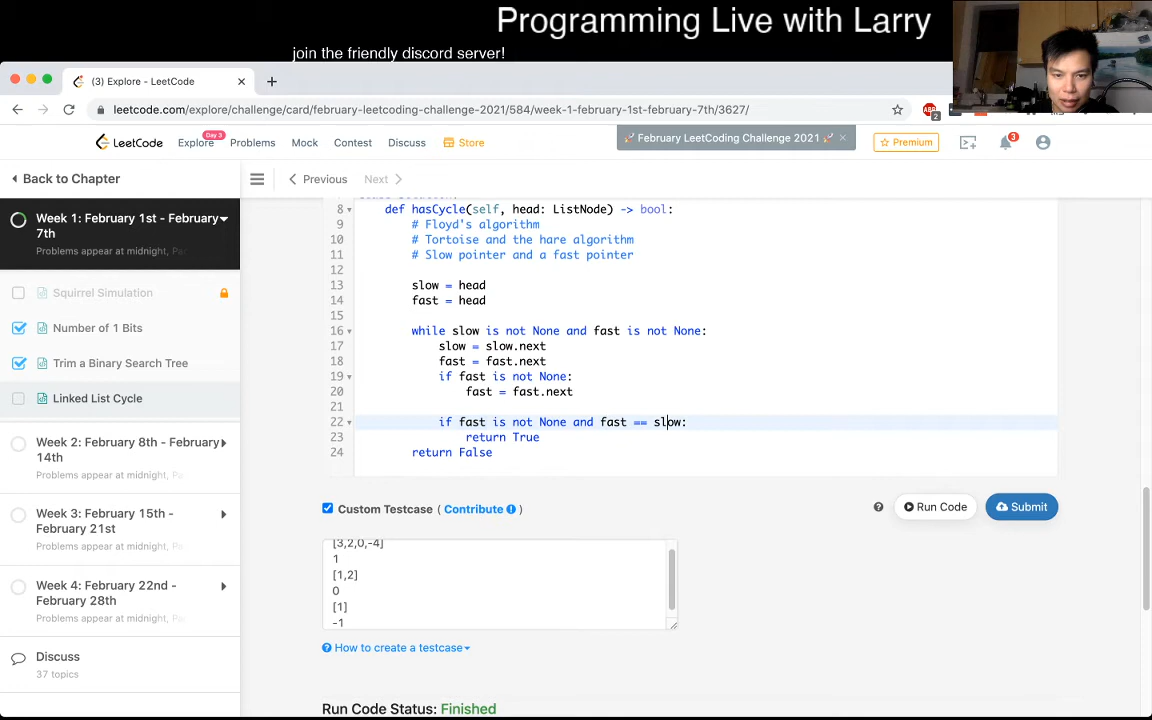 Programming Live with Larry
join the friendly discord server!
(3) Explore - LeetCode
leetcode.com/explore/challenge/card/february-leetcoding-challenge-2021/584/week-1-february-1st-february-7th/3627/
ABP
2
LeetCode
Explore
Day 3
Problems
Mock
Contest
Discuss
Store
February LeetCoding Challenge 2021
Premium
3
Back to Chapter
Previous
Next
Week 1: February 1st - February
7th
Problems appear at midnight,
Squirrel Simulation
Number of 1 Bits
Trim a Binary Search Tree
Linked List Cycle
Week 2: February 8th - February
14th
Problems appear at midnight,
Week 3: February 15th -
February 21st
Problems appear at midnight,
Week 4: February 22nd -
February 28th
Problems appear at midnight,
Discuss
37 topics
8 def hasCycle(self, head: ListNode) -> bool:
9 # Floyd's algorithm
10 # Tortoise and the hare algorithm
11 # Slow pointer and a fast pointer
12
13 slow = head
14 fast = head
15
16 while slow is not None and fast is not None:
17 slow = slow.next
18 fast = fast.next
19 if fast is not None:
20 fast = fast.next
21
22 if fast is not None and fast == slow:
23 return True
24 return False
Custom Testcase ( Contribute )
Run Code
Submit
[3,2,0,-4]
1
[1,2]
0
[1]
-1
How to create a testcase
Run Code Status: Finished